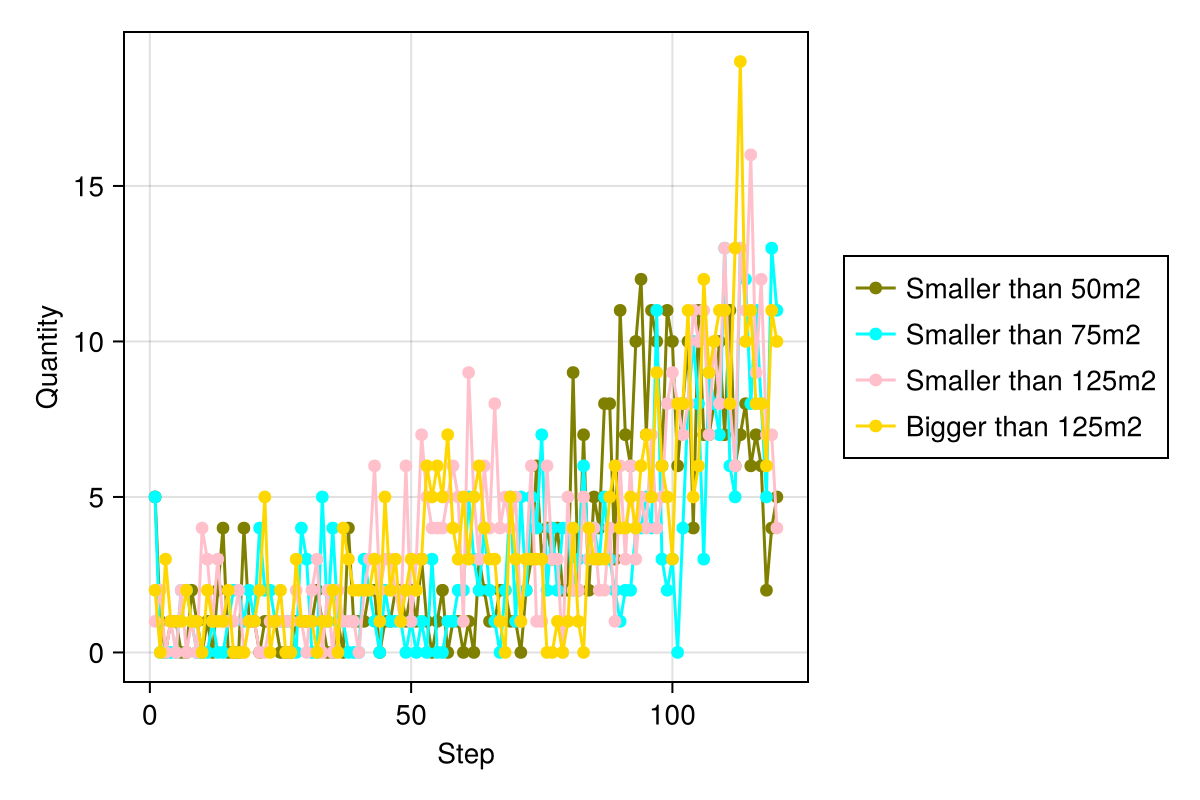 15
10
5
0
Quantity
0
50
100
Step
Smaller than 50m2
Smaller than 75m2
Smaller than 125m2
Bigger than 125m2